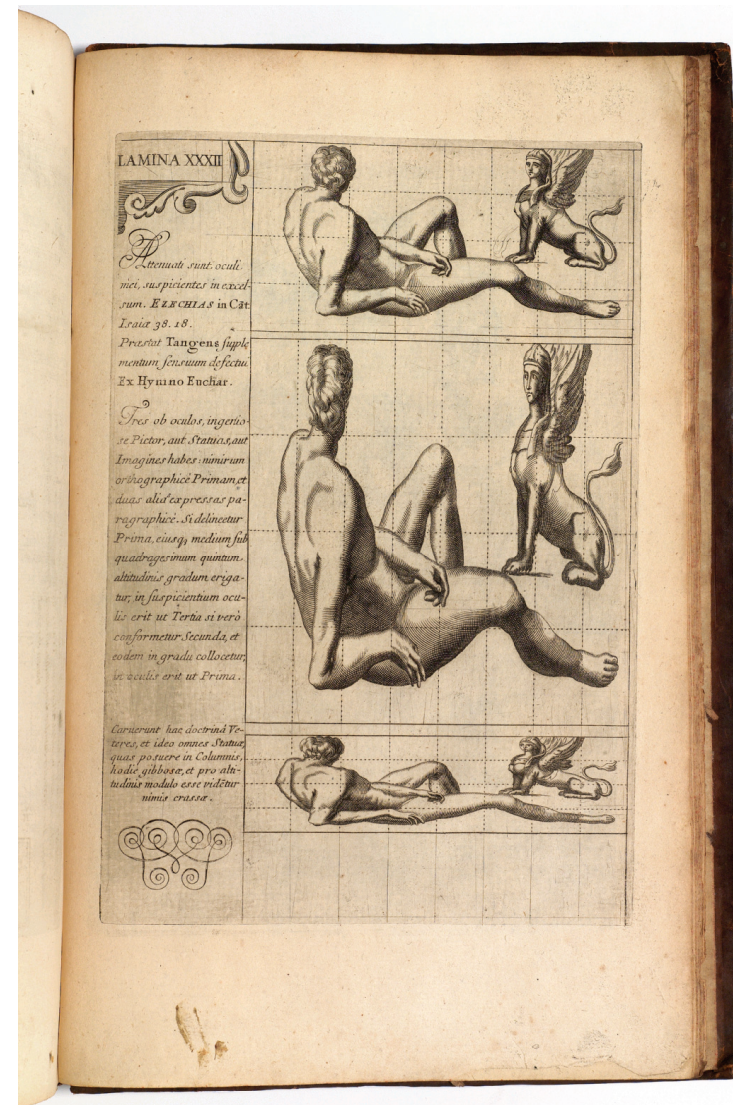 LAMINA XXXII
Attenuati sunt oculi
mei, suspicientes in excel-
sum. EZECHIAS in Cāt.
Isaiæ 38. 18.
Præstat Tangens supple
mentum sensuum defectui
Ex Hymno Euchar.
Tres ob oculos, ingenio-
se Pictor, aut Statuas, aut
Imagines habes: nimirum
orthographicè Primam, et
duas alia expressas pa-
ragraphicè. Si delineetur
Prima, eiusq; medium sub
quadragesimum quintum
altitudinis gradum eriga-
tur, in suspicientium ocu-
lis erit ut Tertia si verò
conformetur Secunda, et
eodem in gradu collocetur,
in oculis erit ut Prima.
Caruerunt hac doctrinâ Ve-
teres, et ideo omnes Statuæ,
quas posuere in Columnis,
hodie gibbosæ, et pro alti-
tudinis modulo esse vidētur
nimis crassæ.